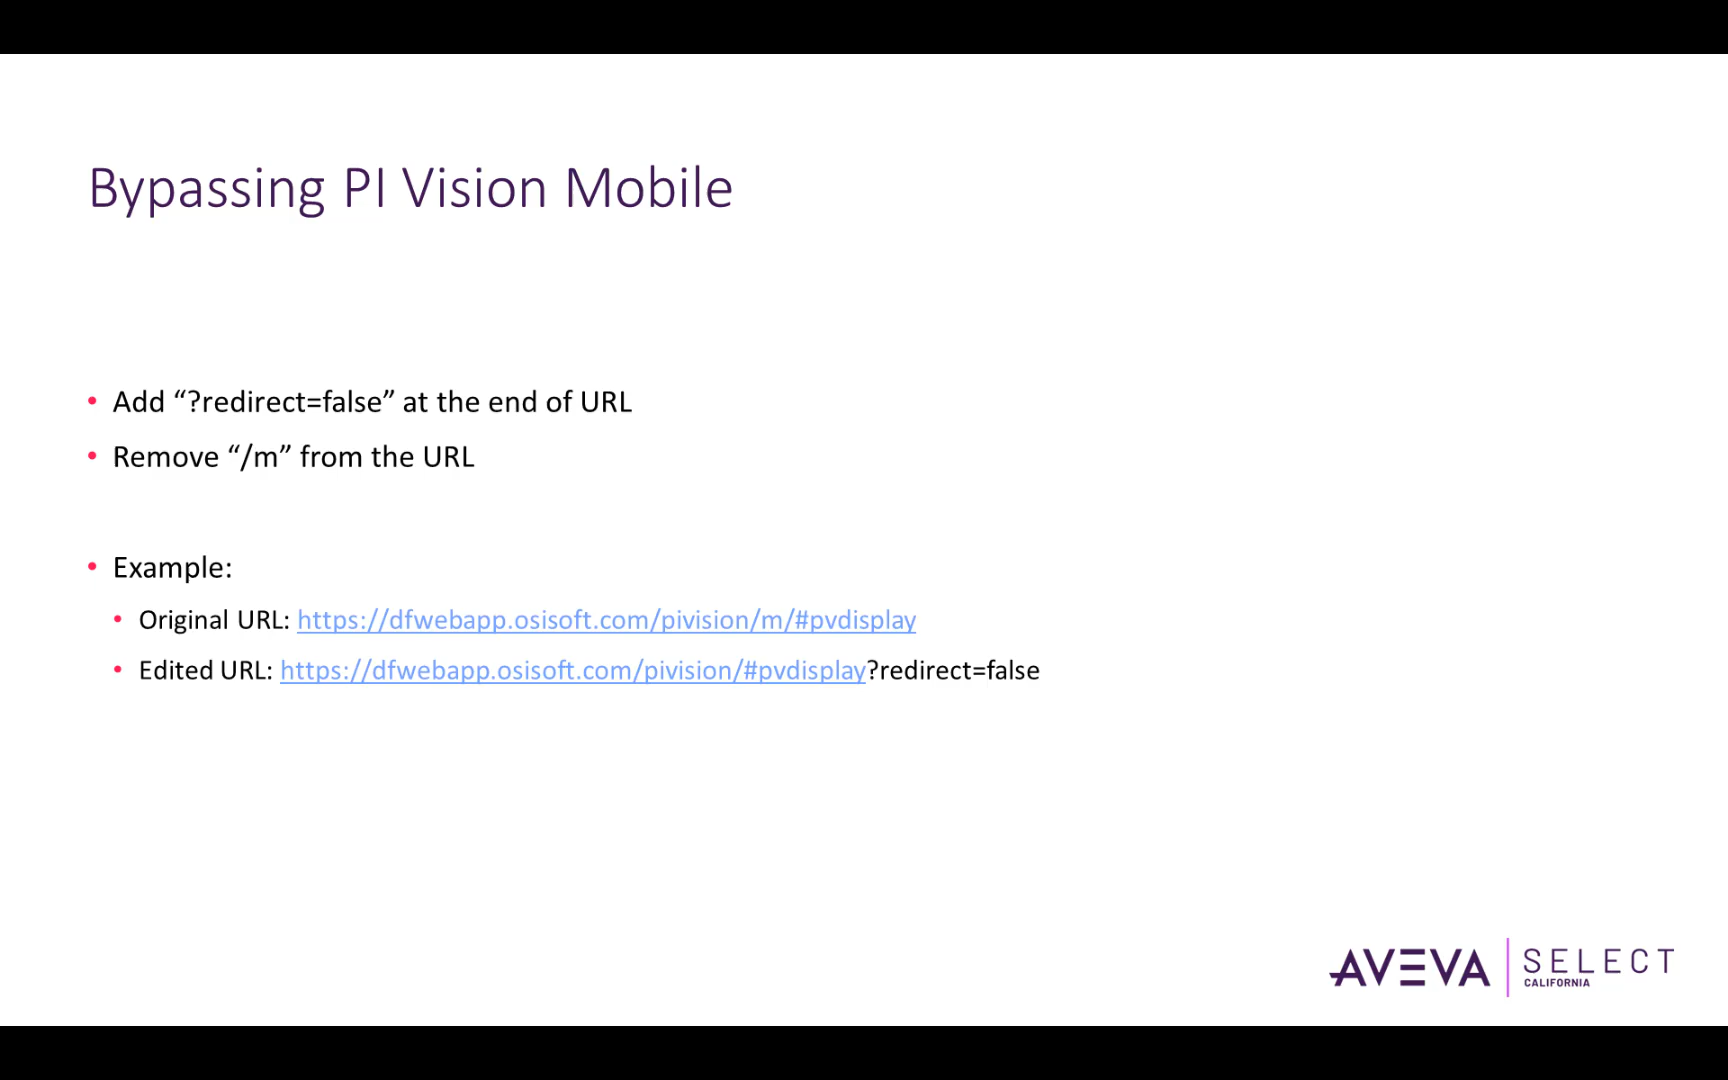 Bypassing PI Vision Mobile
• Add “?redirect=false” at the end of URL
• Remove “/m” from the URL
• Example:
• Original URL: https://dfwebapp.osisoft.com/pivision/m/#pvdisplay
• Edited URL: https://dfwebapp.osisoft.com/pivision/#pvdisplay?redirect=false
AVEVA SELECT
CALIFORNIA